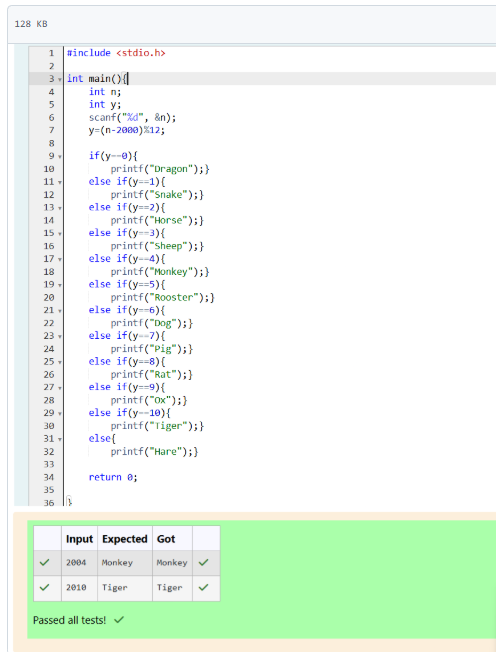 128 KB
1 #include <stdio.h>
2
3 int main(){
4 int n;
5 int y;
6 scanf("%d", &n);
7 y=(n-2000)%12;
8
9 if(y==0){
10 printf("Dragon");}
11 else if(y==1){
12 printf("Snake");}
13 else if(y==2){
14 printf("Horse");}
15 else if(y==3){
16 printf("Sheep");}
17 else if(y==4){
18 printf("Monkey");}
19 else if(y==5){
20 printf("Rooster");}
21 else if(y==6){
22 printf("Dog");}
23 else if(y==7){
24 printf("Pig");}
25 else if(y==8){
26 printf("Rat");}
27 else if(y==9){
28 printf("Ox");}
29 else if(y==10){
30 printf("Tiger");}
31 else{
32 printf("Hare");}
33
34 return 0;
35
36 }
Input Expected Got
2004 Monkey Monkey
2010 Tiger Tiger
Passed all tests!